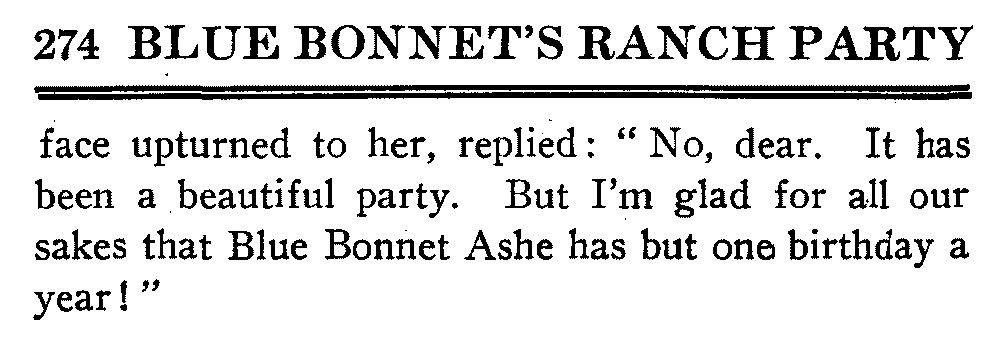 274 BLUE BONNET'S RANCH PARTY
face upturned to her, replied: “ No, dear. It has
been a beautiful party. But I'm glad for all our
sakes that Blue Bonnet Ashe has but one birthday a
year! ”